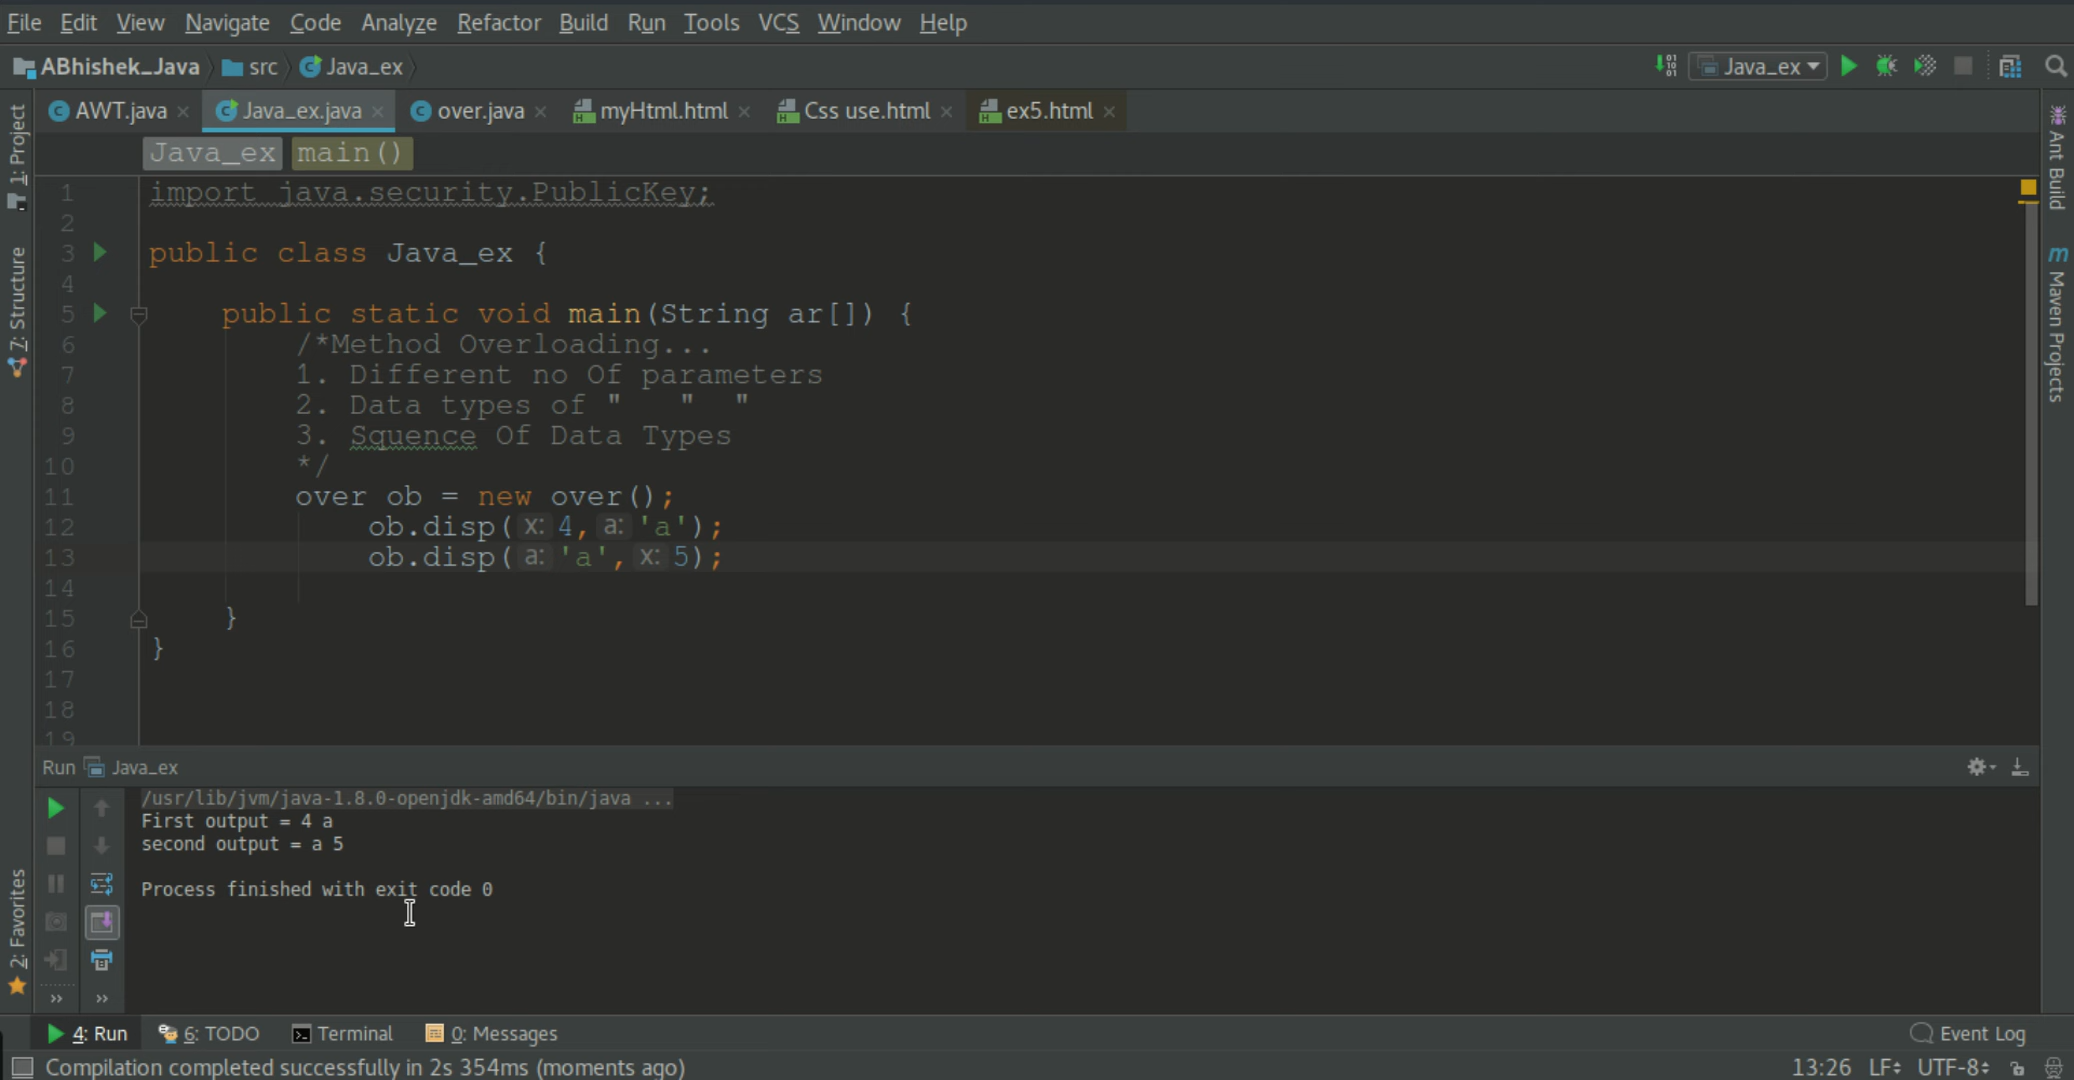 File Edit View Navigate Code Analyze Refactor Build Run Tools VCS Window Help
ABhishek_Java src Java_ex Java_ex
AWT.java Java_ex.java over.java myHtml.html Css use.html ex5.html
Java_ex main()
1 import java.security.PublicKey;
2
3 public class Java_ex {
4
5 public static void main(String ar[]) {
6 /*Method Overloading...
7 1. Different no Of parameters
8 2. Data types of " " "
9 3. Squence Of Data Types
10 */
11 over ob = new over();
12 ob.disp( x: 4, a: 'a');
13 ob.disp( a: 'a', x: 5);
14
15 }
16 }
17
18
19
1: Project
7: Structure
2: Favorites
Ant Build
m Maven Projects
Run Java_ex
/usr/lib/jvm/java-1.8.0-openjdk-amd64/bin/java ...
First output = 4 a
second output = a 5
Process finished with exit code 0
4: Run 6: TODO Terminal 0: Messages Event Log
Compilation completed successfully in 2s 354ms (moments ago) 13:26 LF UTF-8